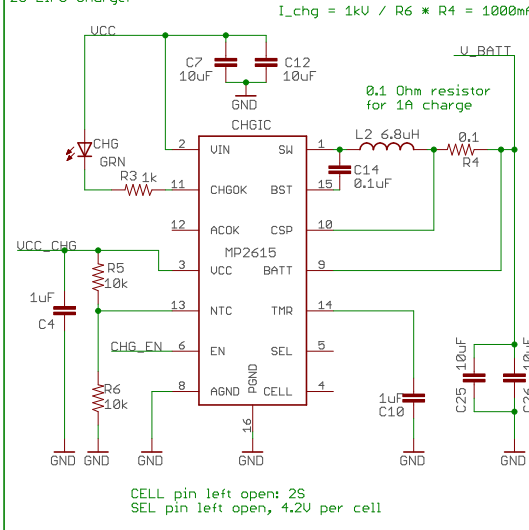 2S LiPo Charger
I_chg = 1kV / R6 * R4 = 1000mA
VCC
V_BATT
C7
10uF
C12
10uF
GND
0.1 Ohm resistor
for 1A charge
CHGIC
CHG
GRN
R3 1k
2 VIN
SW 1
L2 6.8uH
0.1
R4
C14
0.1uF
11 CHGOK
BST 15
12 ACOK
CSP 10
MP2615
VCC_CHG
3 VCC
BATT 9
R5
10k
1uF
C4
13 NTC
TMR 14
CHG_EN
6 EN
SEL 5
8 AGND
CELL 4
PGND
16
R6
10k
1uF
C10
10uF
C25
10uF
C26
GND
GND
GND
GND
GND
GND
CELL pin left open: 2S
SEL pin left open, 4.2V per cell